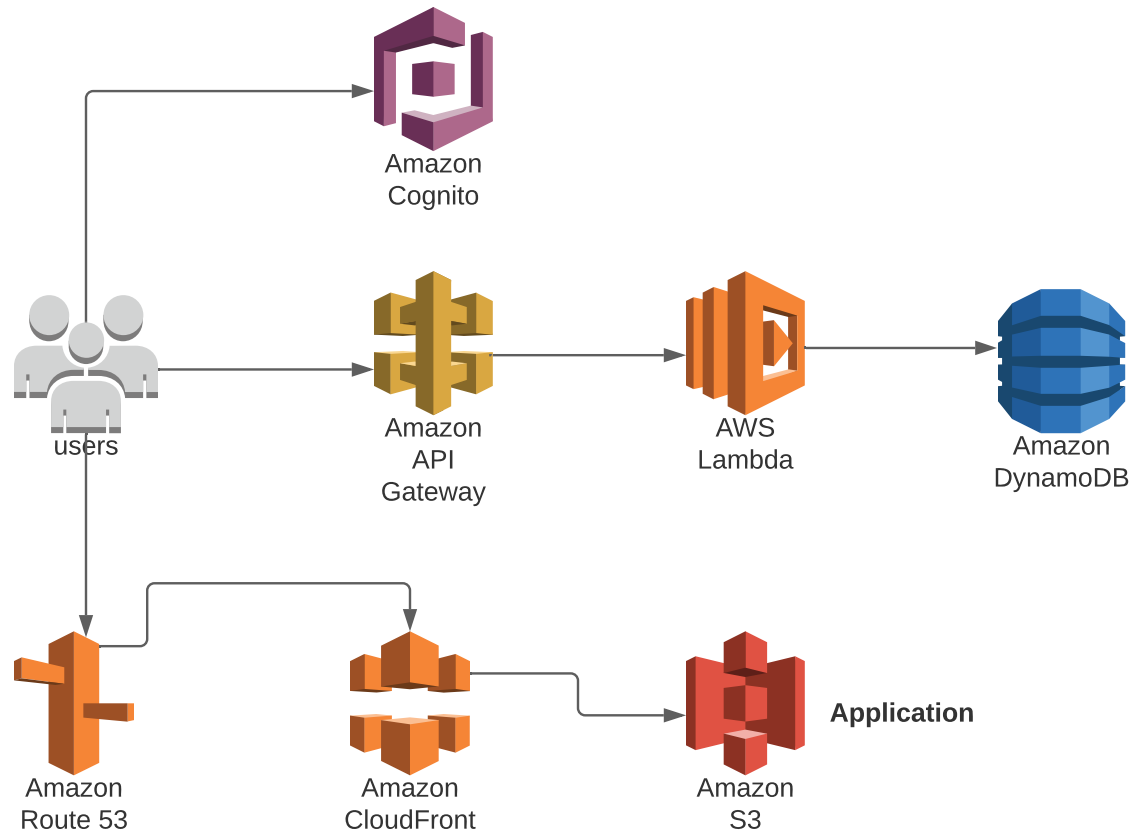 Amazon
Cognito
users
Amazon
API
Gateway
AWS
Lambda
Amazon
DynamoDB
Amazon
Route 53
Amazon
CloudFront
Amazon
S3
Application